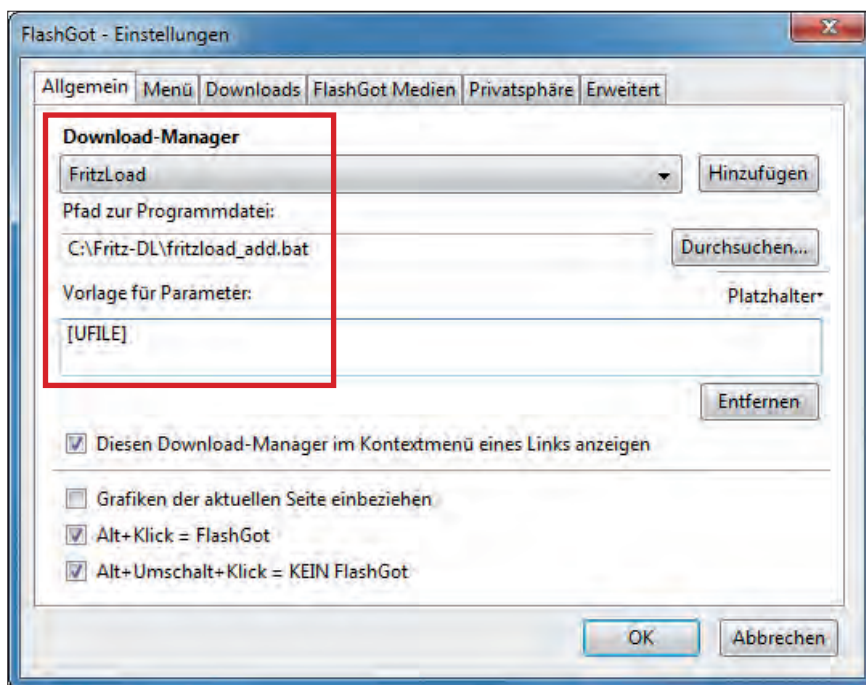 FlashGot - Einstellungen
Allgemein Menü Downloads FlashGot Medien Privatsphäre Erweitert
Download-Manager
FritzLoad Hinzufügen
Pfad zur Programmdatei:
C:\Fritz-DL\fritzload_add.bat Durchsuchen...
Vorlage für Parameter: Platzhalter
[UFILE]
Entfernen
Diesen Download-Manager im Kontextmenü eines Links anzeigen
Grafiken der aktuellen Seite einbeziehen
Alt+Klick = FlashGot
Alt+Umschalt+Klick = KEIN FlashGot
OK Abbrechen